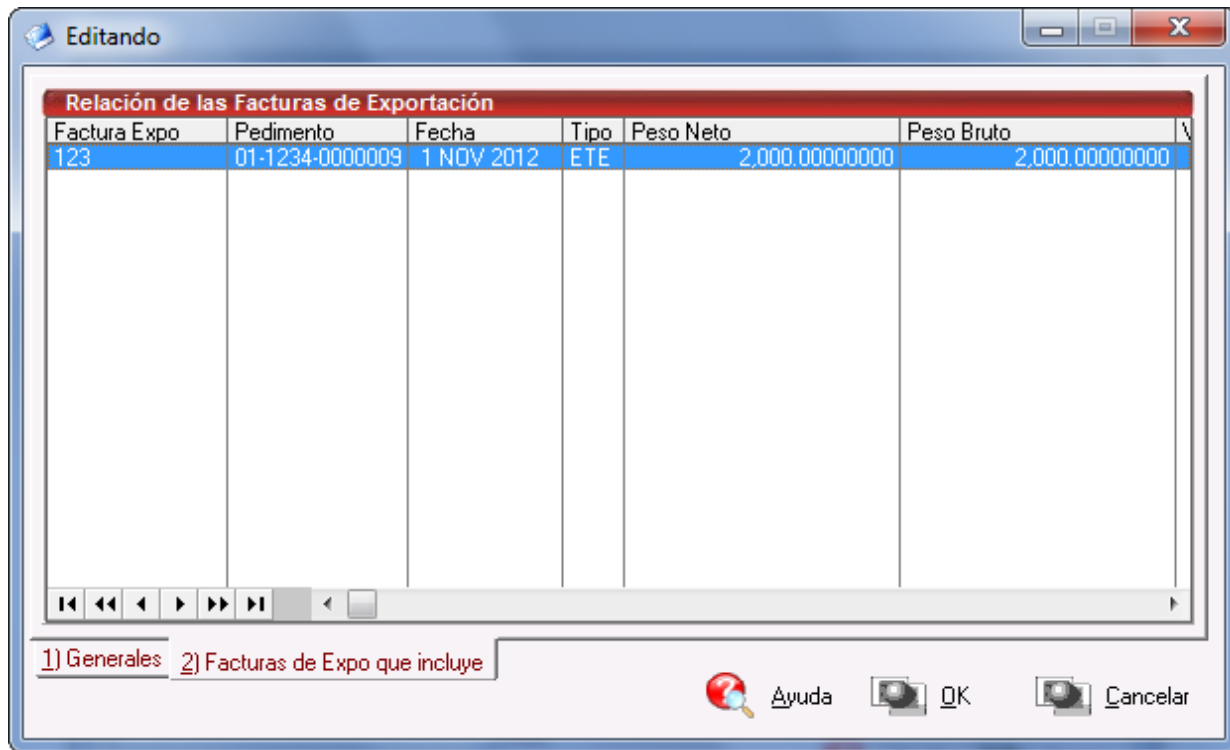 Editando
Relación de las Facturas de Exportación
Factura Expo Pedimento Fecha Tipo Peso Neto Peso Bruto
123 01-1234-0000009 1 NOV 2012 ETE 2,000.00000000 2,000.00000000
1) Generales 2) Facturas de Expo que incluye
Ayuda OK Cancelar